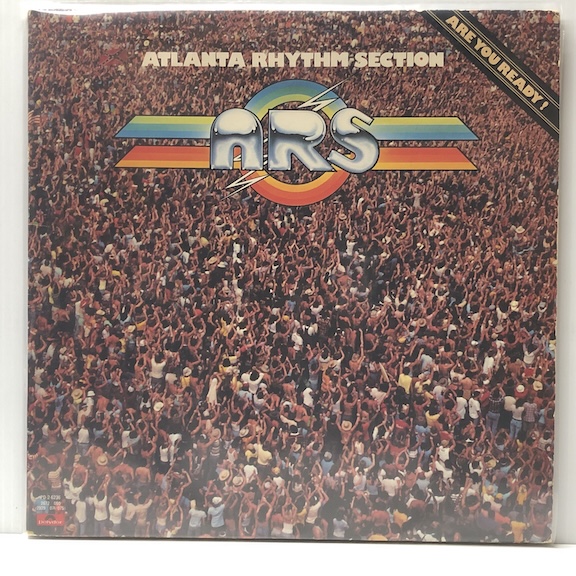 ATLANTA RHYTHM SECTION
ARE YOU READY!
ARS
polydor